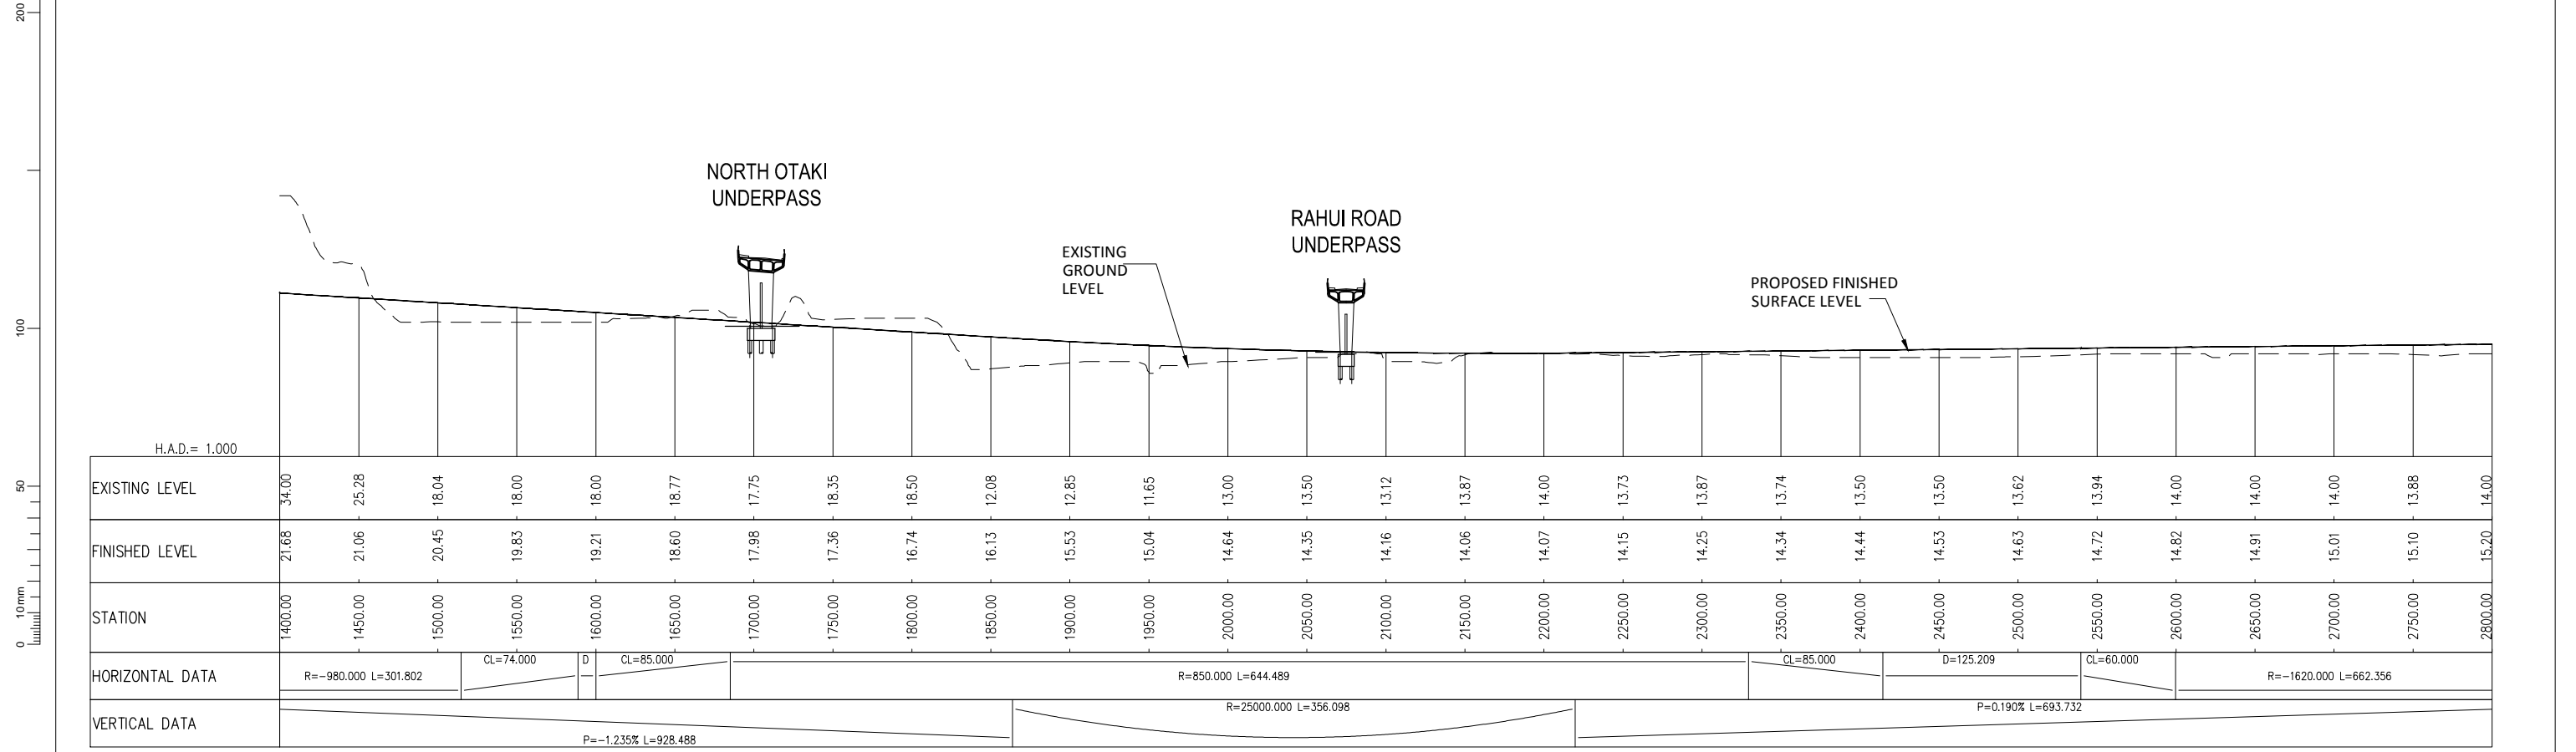 200
100
50
10mm
0
NORTH OTAKI
UNDERPASS
EXISTING
GROUND
LEVEL
RAHUI ROAD
UNDERPASS
PROPOSED FINISHED
SURFACE LEVEL
H.A.D.= 1.000
EXISTING LEVEL 34.00 25.28 18.04 18.00 18.00 18.77 17.75 18.35 18.50 12.08 12.85 11.65 13.00 13.50 13.12 13.87 14.00 13.73 13.87 13.74 13.50 13.50 13.62 13.94 14.00 14.00 14.00 13.88 14.00
FINISHED LEVEL 21.68 21.06 20.45 19.83 19.21 18.60 17.98 17.36 16.74 16.13 15.53 15.04 14.64 14.35 14.16 14.06 14.07 14.15 14.25 14.34 14.44 14.53 14.63 14.72 14.82 14.91 15.01 15.10 15.20
STATION 1400.00 1450.00 1500.00 1550.00 1600.00 1650.00 1700.00 1750.00 1800.00 1850.00 1900.00 1950.00 2000.00 2050.00 2100.00 2150.00 2200.00 2250.00 2300.00 2350.00 2400.00 2450.00 2500.00 2550.00 2600.00 2650.00 2700.00 2750.00 2800.00
HORIZONTAL DATA R=-980.000 L=301.802 CL=74.000 D CL=85.000 R=850.000 L=644.489 CL=85.000 D=125.209 CL=60.000 R=-1620.000 L=662.356
VERTICAL DATA P=-1.235% L=928.488 R=25000.000 L=356.098 P=0.190% L=693.732